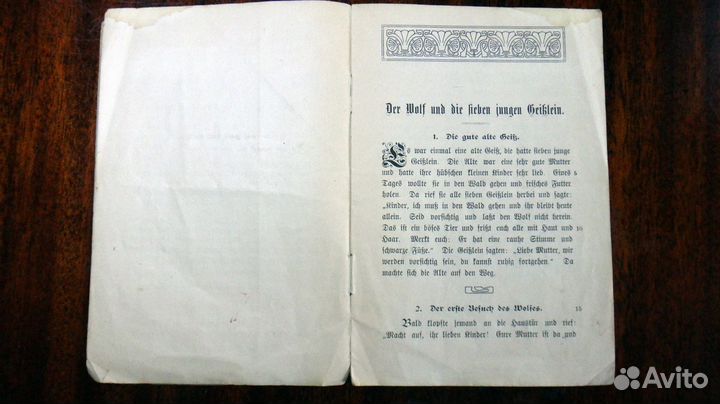 Der Wolf und die sieben jungen Geißlein.
1. Die gute alte Geiß.
Es war einmal eine alte Geiß, die hatte sieben junge
Geißlein. Die Alte war eine sehr gute Mutter
und hatte ihre hübschen kleinen Kinder sehr lieb. Eines 5
Tages wollte sie in den Wald gehen und frisches Futter
holen. Da rief sie alle sieben Geißlein herbei und sagte:
„Kinder, ich muß in den Wald gehen und ihr bleibt heute
allein. Seid vorsichtig und laßt den Wolf nicht herein.
Das ist ein böses Tier und frißt euch alle mit Haut und 10
Haar. Merkt euch: Er hat eine rauhe Stimme und
schwarze Füße.“ Die Geißlein sagten: „Liebe Mutter, wir
werden vorsichtig sein, du kannst ruhig fortgehen.“ Da
machte sich die Alte auf den Weg.
2. Der erste Besuch des Wolfes. 15
Bald klopfte jemand an die Haustür und rief:
„Macht auf, ihr lieben Kinder! Eure Mutter ist da und
Avito